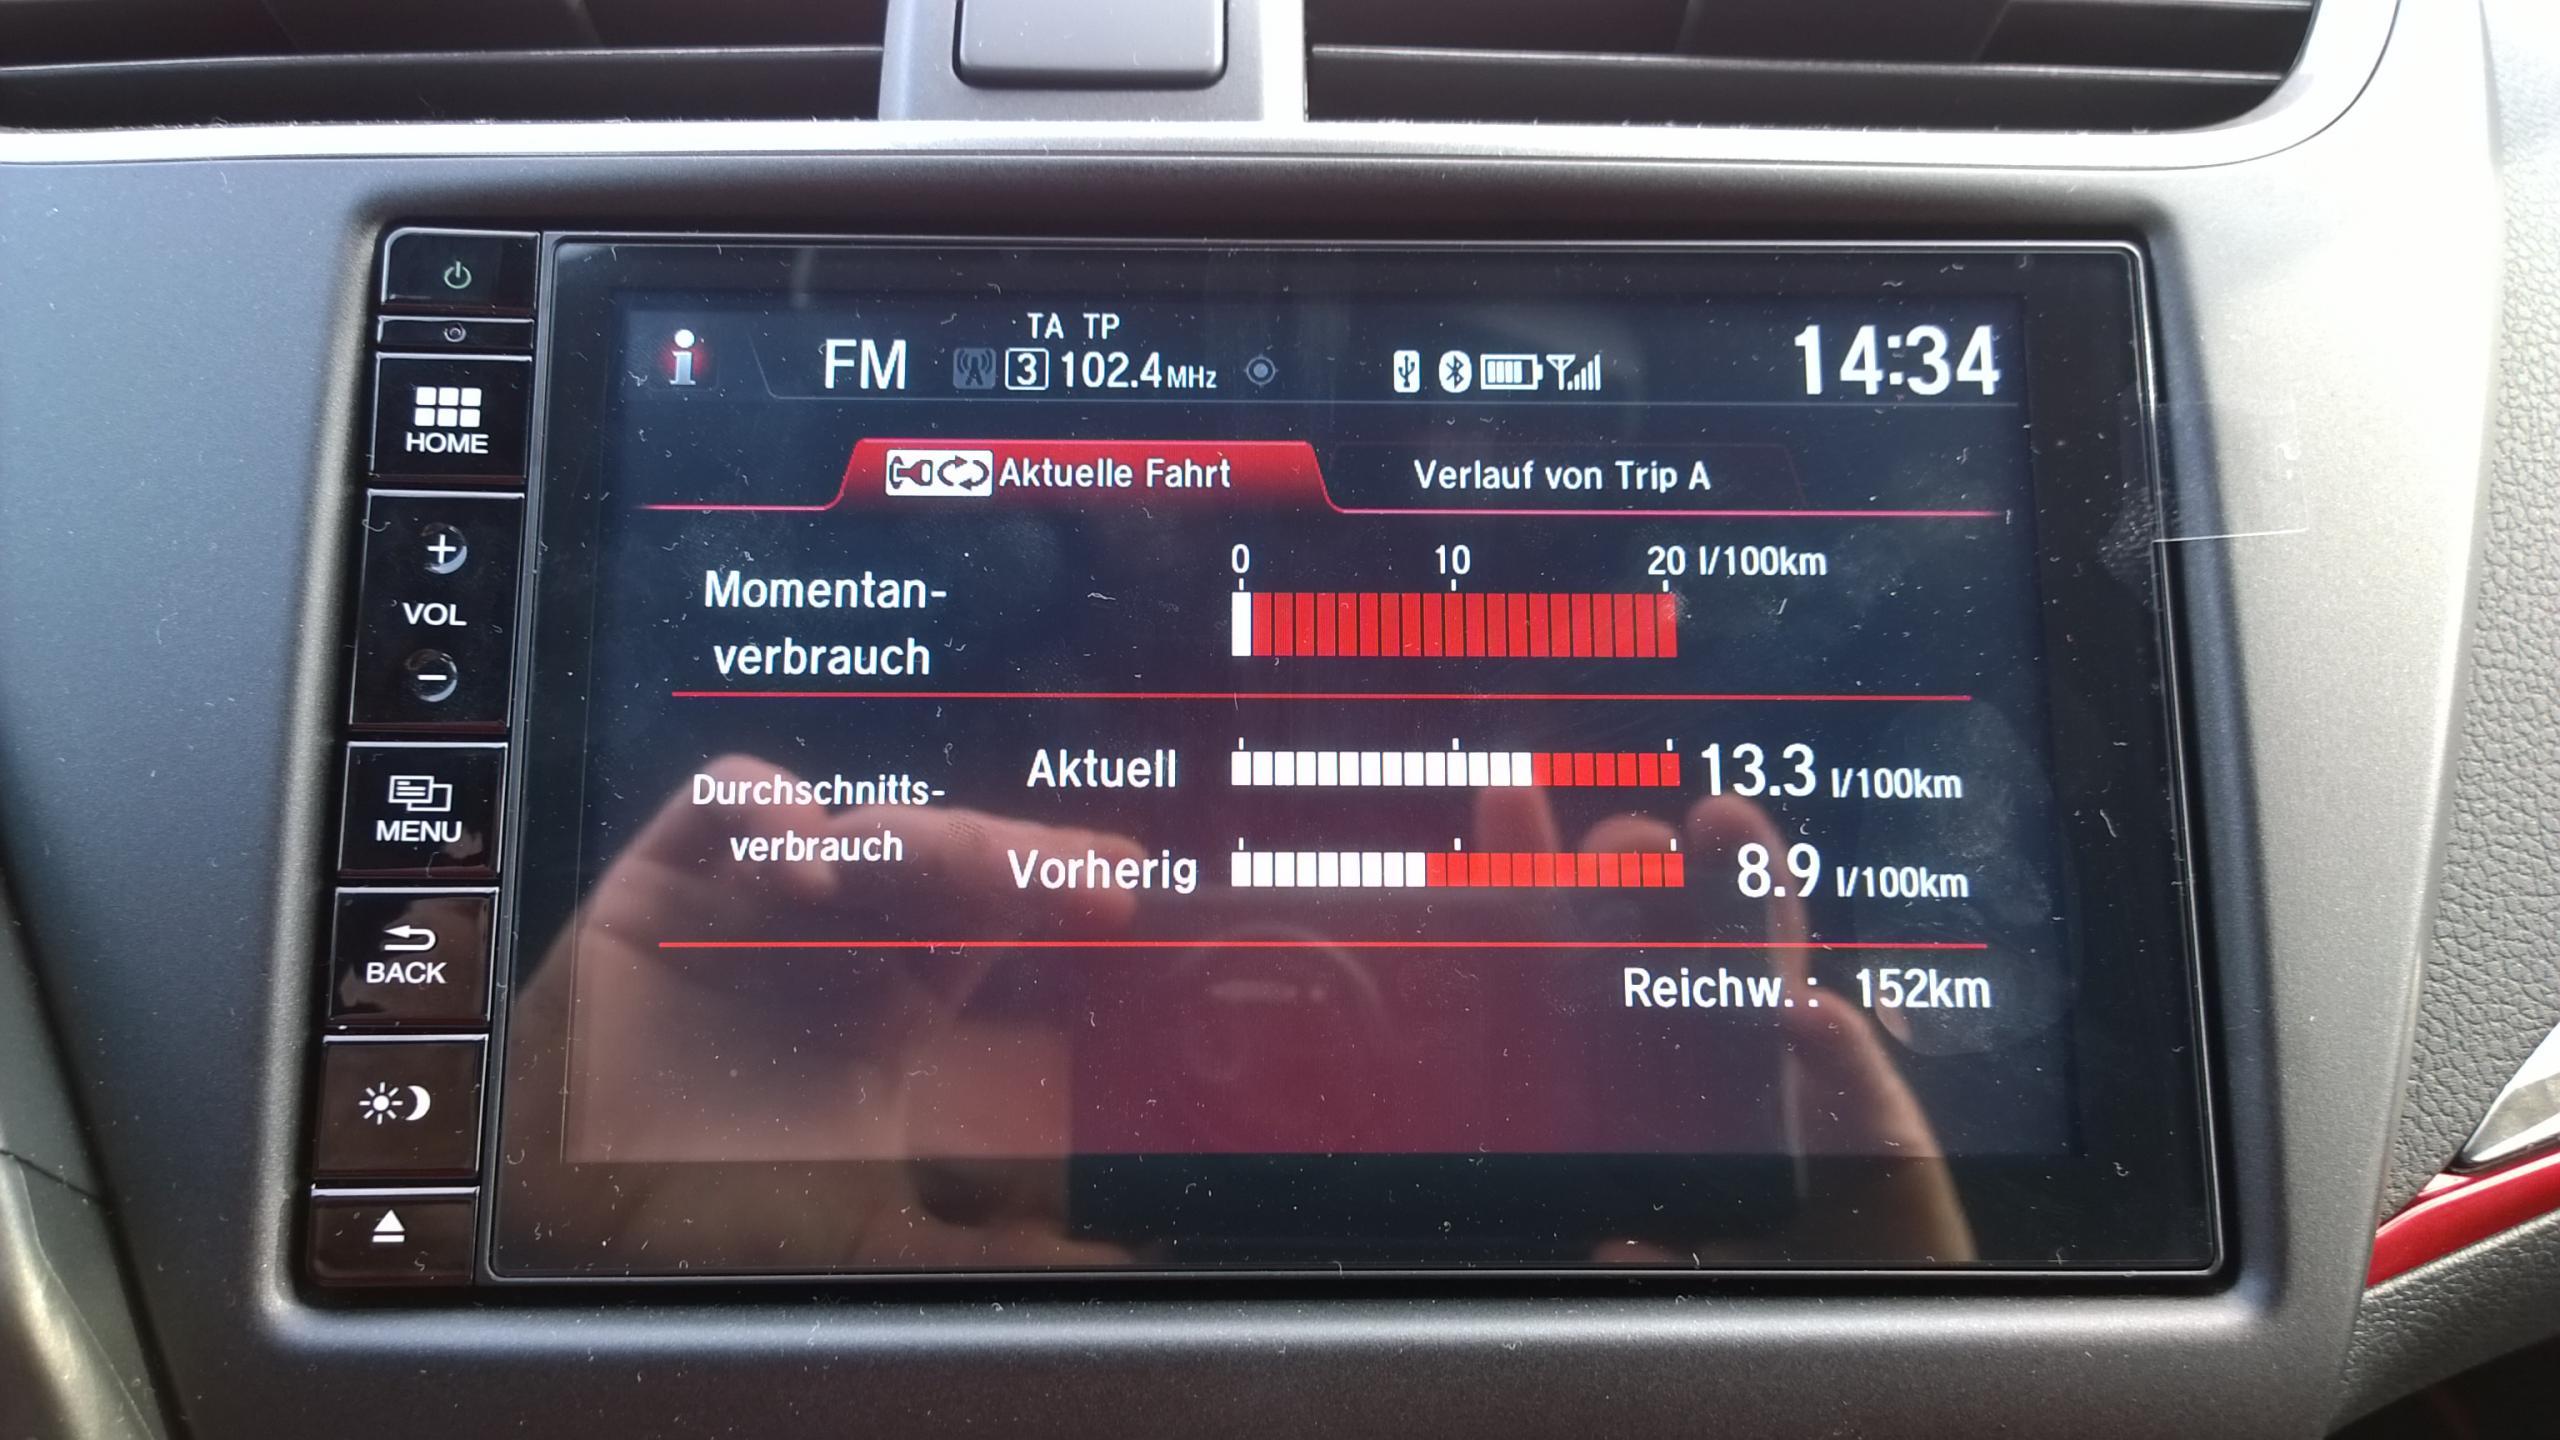 TA TP
FM 3 102.4MHz 14:34
HOME
Aktuelle Fahrt Verlauf von Trip A
0 10 20 l/100km
Momentan-
verbrauch
VOL
Aktuell 13.3 l/100km
Durchschnitts-
verbrauch
Vorherig 8.9 l/100km
MENU
Reichw.: 152km
BACK